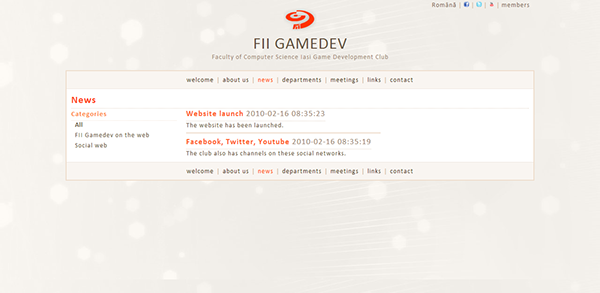 Română | | | | members
FII GAMEDEV
Faculty of Computer Science Iasi Game Development Club
welcome | about us | news | departments | meetings | links | contact
News
Categories
All
FII Gamedev on the web
Social web
Website launch 2010-02-16 08:35:23
The website has been launched.
Facebook, Twitter, Youtube 2010-02-16 08:35:19
The club also has channels on these social networks.
welcome | about us | news | departments | meetings | links | contact